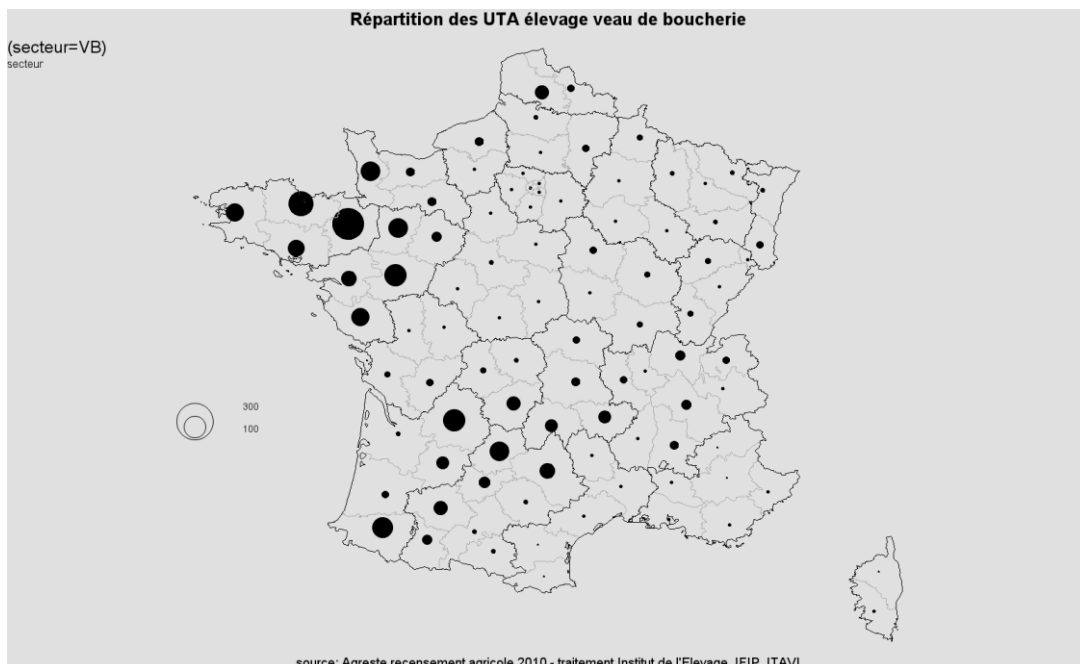 Répartition des UTA élevage veau de boucherie
(secteur=VB)
secteur
300
100
source: Agreste recensement agricole 2010 - traitement Institut de l'Elevage, IFIP, ITAVI